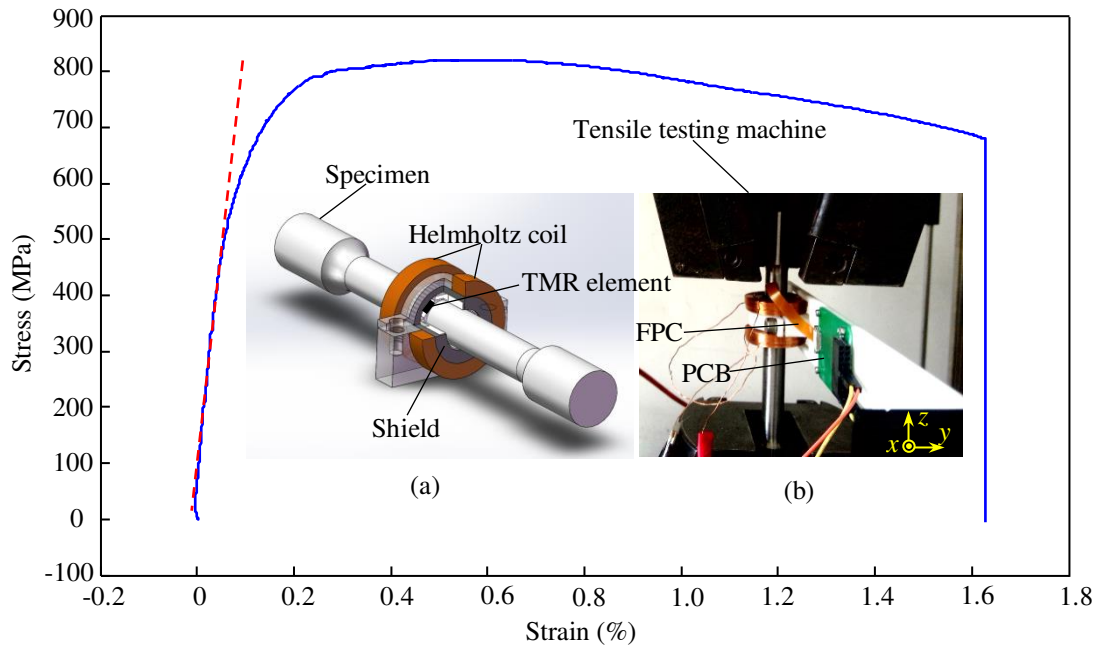 900
800
700
600
500
400
300
200
100
0
-100
Stress (MPa)
Tensile testing machine
Specimen
Helmholtz coil
TMR element
Shield
(a)
FPC
PCB
z
x
y
(b)
-0.2
0
0.2
0.4
0.6
0.8
1.0
1.2
1.4
1.6
1.8
Strain (%)